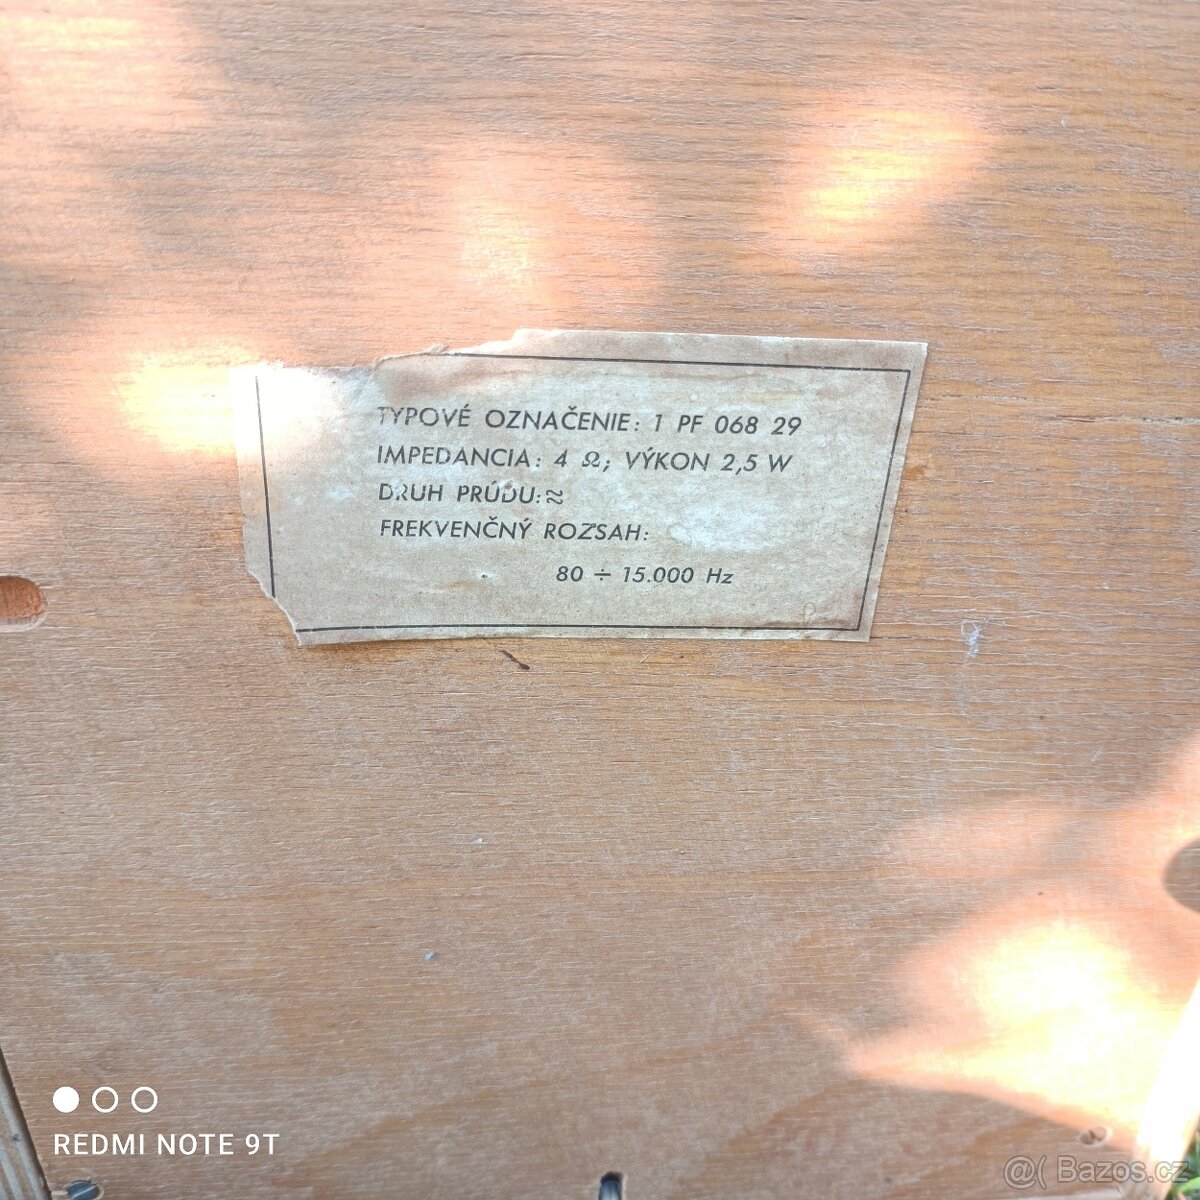 TYPOVÉ OZNAČENIE: 1 PF 068 29
IMPEDANCIA: 4 Ω; VÝKON 2,5 W
DRUH PRÚDU: ≈
FREKVENČNÝ ROZSAH:
80 ÷ 15.000 Hz
REDMI NOTE 9T
@( Bazos.cz